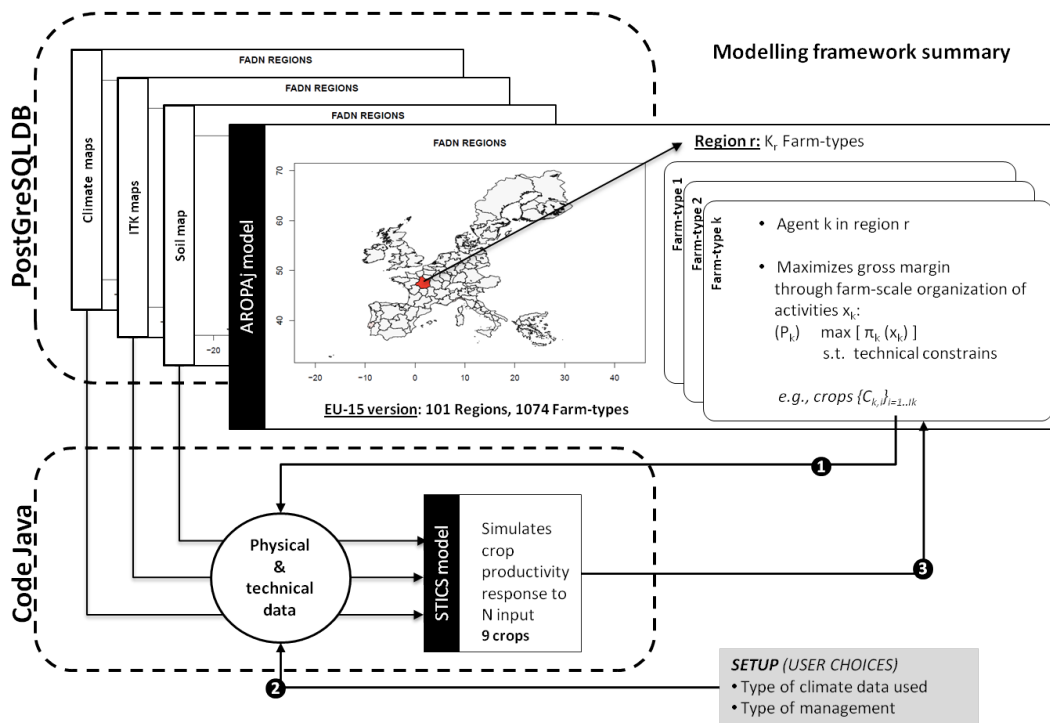 Modelling framework summary
PostGreSQL DB
FADN REGIONS
Climate maps
FADN REGIONS
ITK maps
FADN REGIONS
Soil map
−20
AROPAj model
FADN REGIONS
70
60
50
40
−20
−10
0
10
20
30
40
EU-15 version: 101 Regions, 1074 Farm-types
Region r: Kr Farm-types
Farm-type 1
Farm-type 2
Farm-type k
• Agent k in region r
• Maximizes gross margin
through farm-scale organization of
activities xk:
(Pk) max [ πk (xk) ]
s.t. technical constrains
e.g., crops {Ck,i}i=1..Ik
1
Code Java
Physical
&
technical
data
STICS model
Simulates
crop
productivity
response to
N input
9 crops
3
2
SETUP (USER CHOICES)
• Type of climate data used
• Type of management